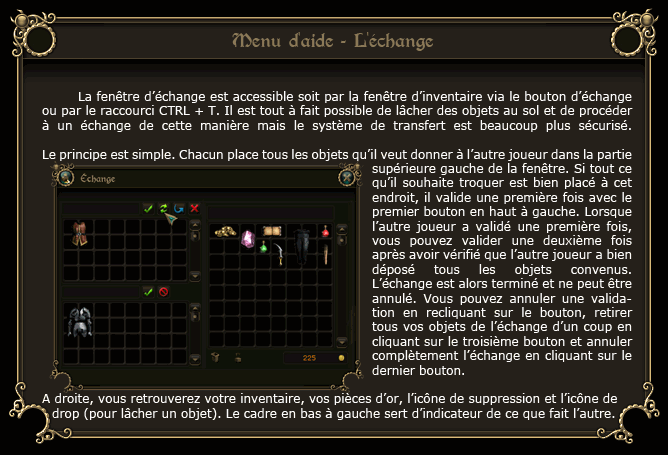 Menu d'aide - L'échange
La fenêtre d'échange est accessible soit par la fenêtre d'inventaire via le bouton d'échange
ou par le raccourci CTRL + T. Il est tout à fait possible de lâcher des objets au sol et de procéder
à un échange de cette manière mais le système de transfert est beaucoup plus sécurisé.
Le principe est simple. Chacun place tous les objets qu'il veut donner à l'autre joueur dans la partie
supérieure gauche de la fenêtre. Si tout ce
qu'il souhaite troquer est bien placé à cet
endroit, il valide une première fois avec le
premier bouton en haut à gauche. Lorsque
l'autre joueur a validé une première fois,
vous pouvez valider une deuxième fois
après avoir vérifié que l'autre joueur a bien
déposé tous les objets convenus.
L'échange est alors terminé et ne peut être
annulé. Vous pouvez annuler une valida-
tion en recliquant sur le bouton, retirer
tous vos objets de l'échange d'un coup en
cliquant sur le troisième bouton et annuler
complètement l'échange en cliquant sur le
dernier bouton.
Échange
225
A droite, vous retrouverez votre inventaire, vos pièces d'or, l'icône de suppression et l'icône de
drop (pour lâcher un objet). Le cadre en bas à gauche sert d'indicateur de ce que fait l'autre.